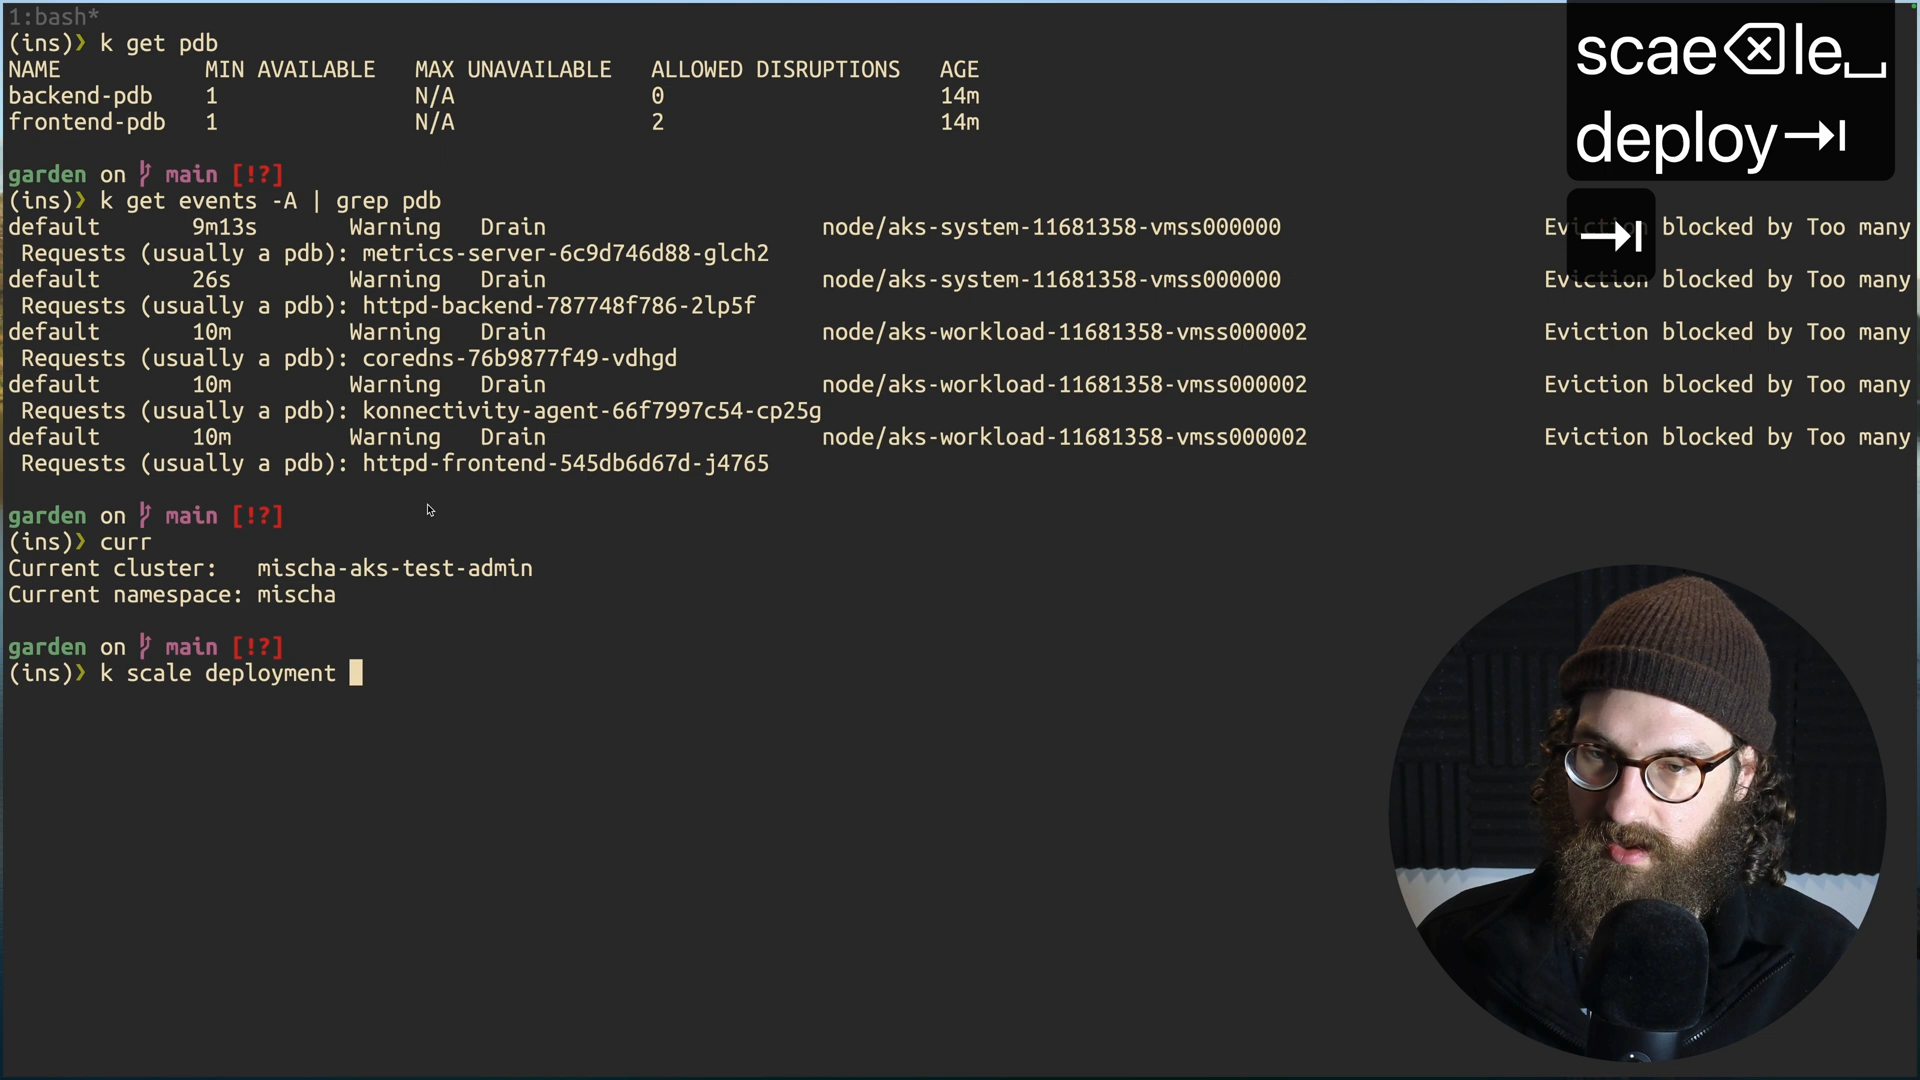 1:bash*
(ins)❯ k get pdb
NAME MIN AVAILABLE MAX UNAVAILABLE ALLOWED DISRUPTIONS AGE
backend-pdb 1 N/A 0 14m
frontend-pdb 1 N/A 2 14m
garden on main [!?]
(ins)❯ k get events -A | grep pdb
default 9m13s Warning Drain node/aks-system-11681358-vmss000000 Eviction blocked by Too many
Requests (usually a pdb): metrics-server-6c9d746d88-glch2
default 26s Warning Drain node/aks-system-11681358-vmss000000 Eviction blocked by Too many
Requests (usually a pdb): httpd-backend-787748f786-2lp5f
default 10m Warning Drain node/aks-workload-11681358-vmss000002 Eviction blocked by Too many
Requests (usually a pdb): coredns-76b9877f49-vdhgd
default 10m Warning Drain node/aks-workload-11681358-vmss000002 Eviction blocked by Too many
Requests (usually a pdb): konnectivity-agent-66f7997c54-cp25g
default 10m Warning Drain node/aks-workload-11681358-vmss000002 Eviction blocked by Too many
Requests (usually a pdb): httpd-frontend-545db6d67d-j4765
garden on main [!?]
(ins)❯ curr
Current cluster: mischa-aks-test-admin
Current namespace: mischa
garden on main [!?]
(ins)❯ k scale deployment
scae⌫le␣
deploy⇥
⇥